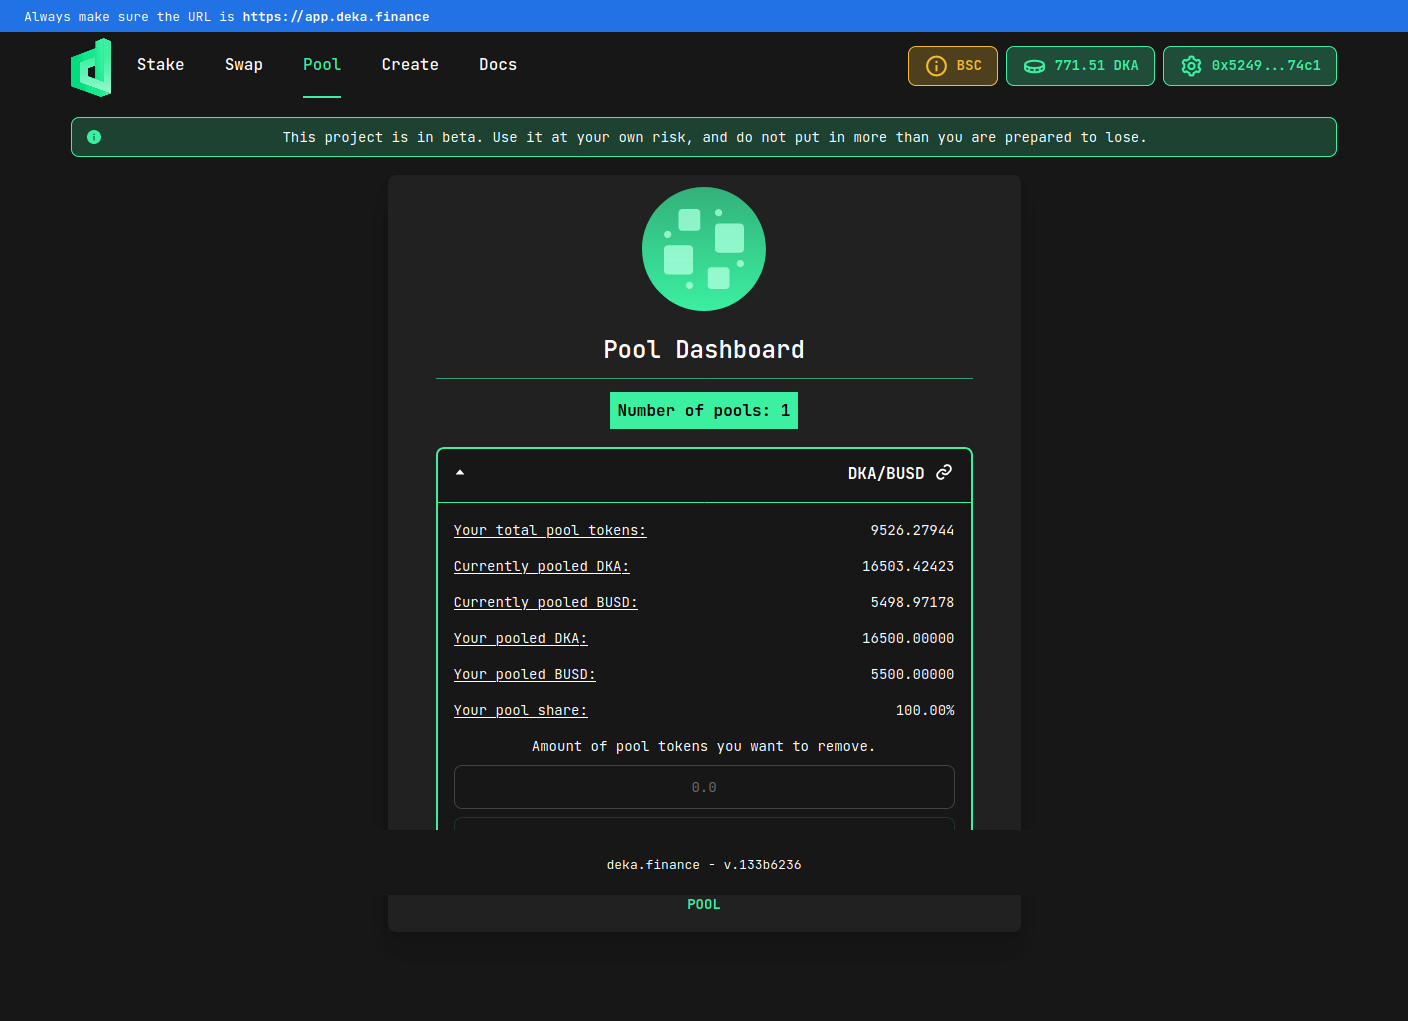 Always make sure the URL is https://app.deka.finance
Stake Swap Pool Create Docs BSC 771.51 DKA 0x5249...74c1
This project is in beta. Use it at your own risk, and do not put in more than you are prepared to lose.
Pool Dashboard
Number of pools: 1
DKA/BUSD
Your total pool tokens: 9526.27944
Currently pooled DKA: 16503.42423
Currently pooled BUSD: 5498.97178
Your pooled DKA: 16500.00000
Your pooled BUSD: 5500.00000
Your pool share: 100.00%
Amount of pool tokens you want to remove.
0.0
deka.finance - v.133b6236
POOL